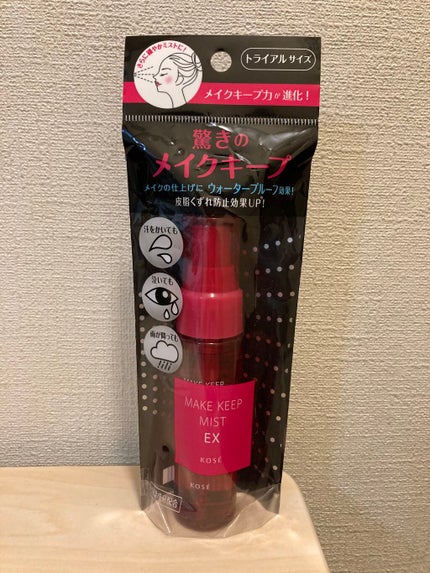 さらに細やかミストに!
トライアルサイズ
メイクキープ力が進化!
驚きの
メイクキープ
メイクの仕上げに ウォータープルーフ効果!
皮脂くずれ防止効果UP!
汗をかいても
泣いても
雨が降っても
MAKE KEEP
MAKE KEEP
MIST
EX
KOSÉ
KOSÉ